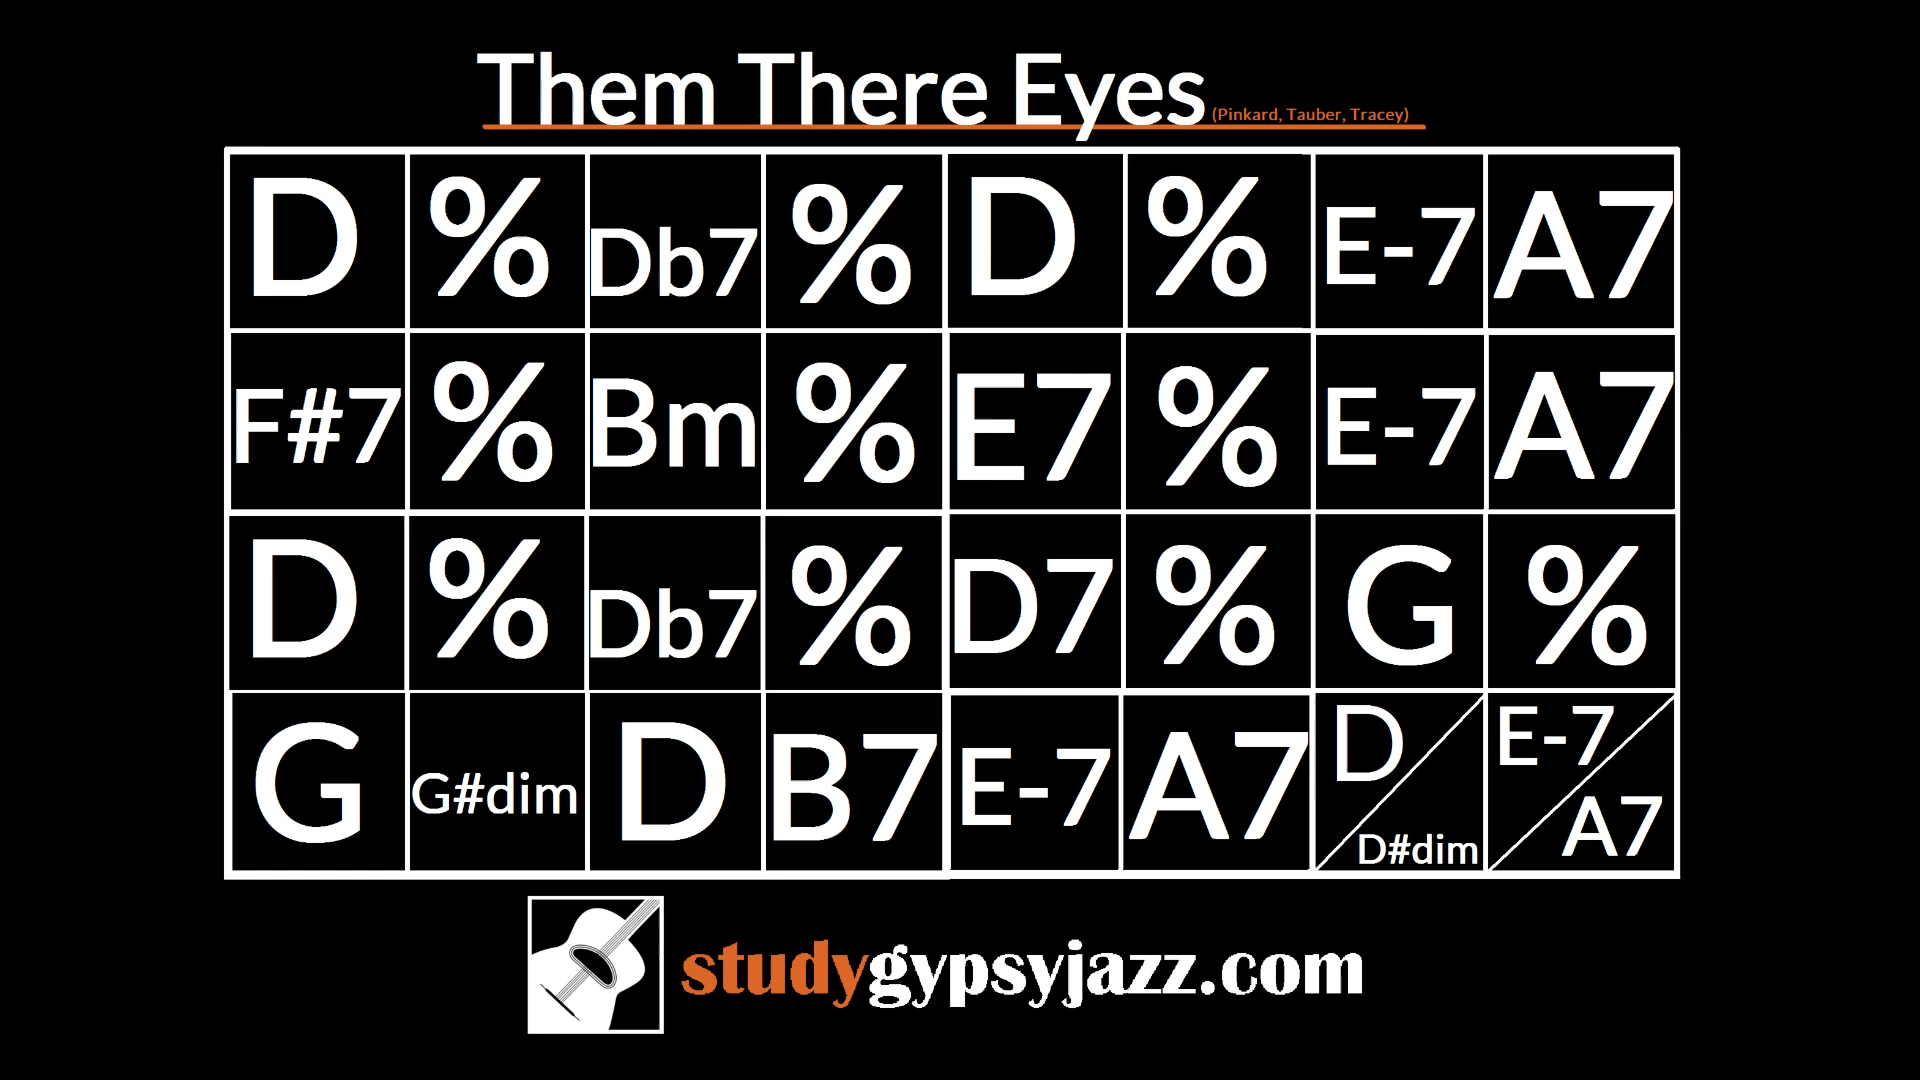 Them There Eyes (Pinkard, Tauber, Tracey)
D % Db7 % D % E-7 A7
F#7 % Bm % E7 % E-7 A7
D % Db7 % D7 % G %
G G#dim D B7 E-7 A7 D D#dim E-7 A7
studygypsyjazz.com